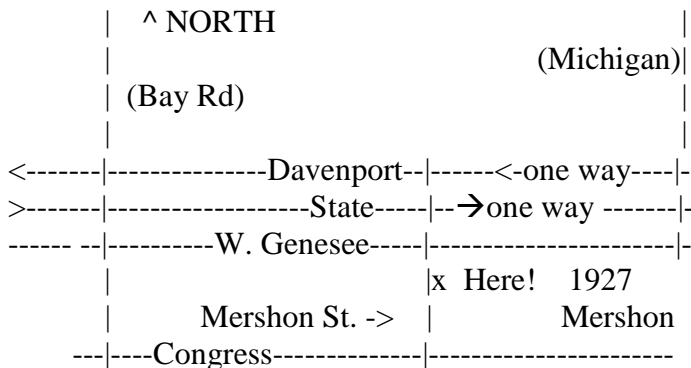 | ^ NORTH |
| (Michigan)|
| (Bay Rd) |
| |
<-------|---------------Davenport--|------<-one way----|-
>-------|-------------------State-----|--→one way -------|-
------ --|----------W. Genesee-----|-----------------------|-
| |x Here! 1927
| Mershon St. -> | Mershon
---|----Congress--------------|----------------------